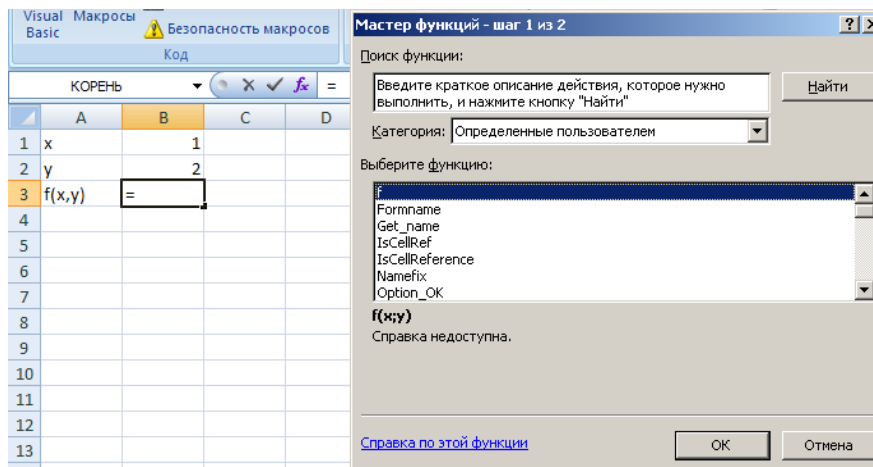 Visual Макросы
Basic
Безопасность макросов
Код
КОРЕНЬ
fx
=
A B C D
1 x 1
2 y 2
3 f(x,y) =
4
5
6
7
8
9
10
11
12
13
Мастер функций - шаг 1 из 2
Поиск функции:
Введите краткое описание действия, которое нужно
выполнить, и нажмите кнопку "Найти"
Найти
Категория: Определенные пользователем
Выберите функцию:
f
Formname
Get_name
IsCellRef
IsCellReference
Namefix
Option_OK
f(x;y)
Справка недоступна.
Справка по этой функции
ОК
Отмена